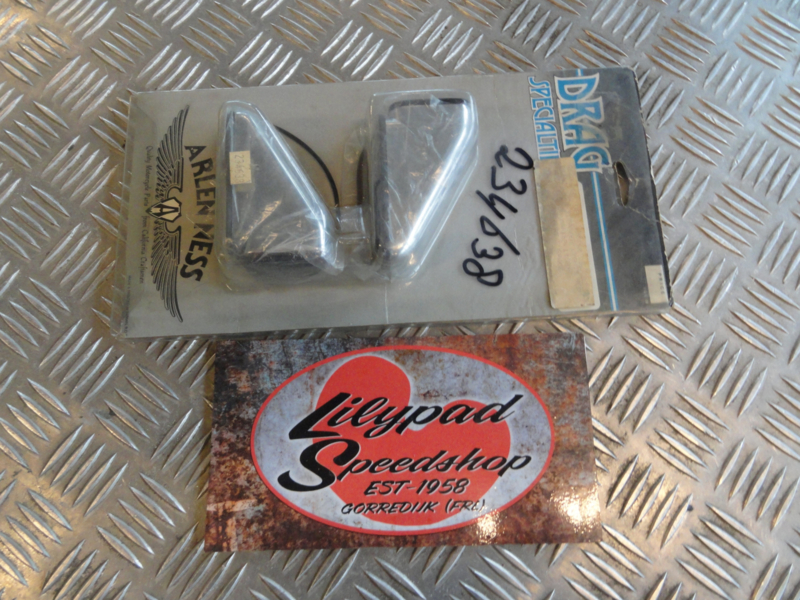 DRAG
SPECIALTI
ARLEN NESS
A
234638
Lilypad
Speedshop
EST-1958
GORREDIJK (FRL)